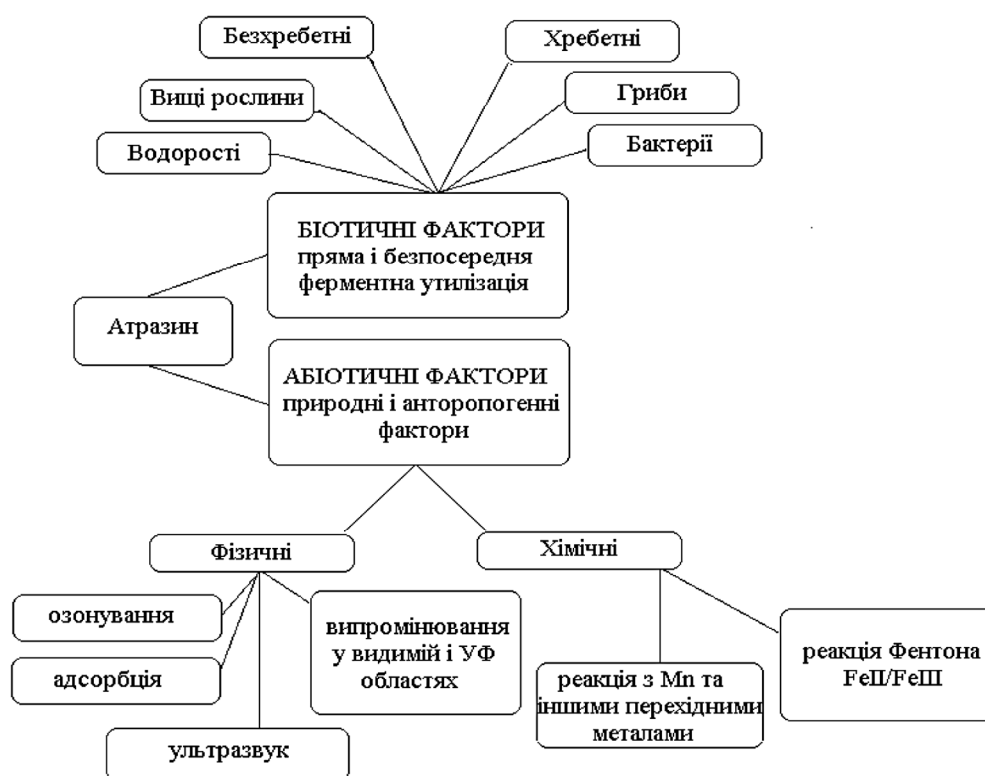 Безхребетні
Хребетні
Вищі рослини
Гриби
Водорості
Бактерії
БІОТИЧНІ ФАКТОРИ
пряма і безпосередня
ферментна утилізація
Атразин
АБІОТИЧНІ ФАКТОРИ
природні і анторопогенні
фактори
Фізичні
Хімічні
озонування
адсорбція
ультразвук
випромінювання
у видимій і УФ
областях
реакція з Mn та
іншими перехідними
металами
реакція Фентона
FeII/FeIII